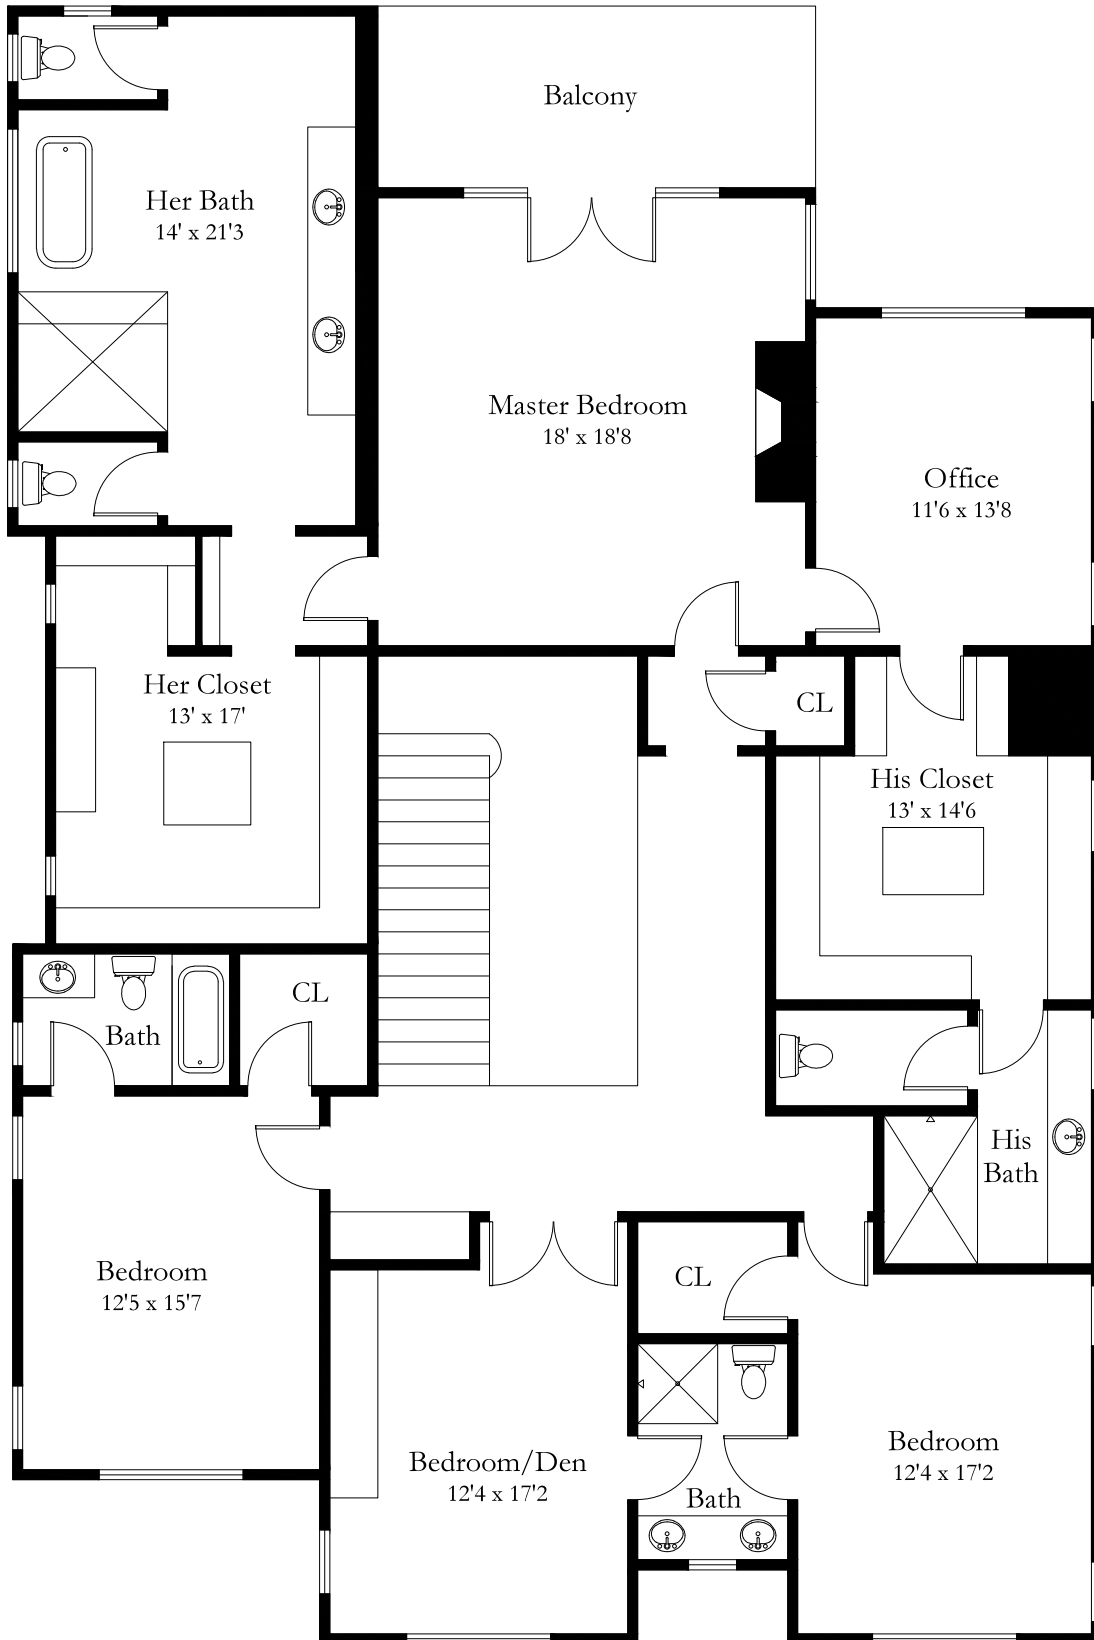 Balcony
Her Bath
14' x 21'3
Master Bedroom
18' x 18'8
Office
11'6 x 13'8
Her Closet
13' x 17'
CL
His Closet
13' x 14'6
CL
Bath
His
Bath
Bedroom
12'5 x 15'7
CL
Bedroom/Den
12'4 x 17'2
Bath
Bedroom
12'4 x 17'2